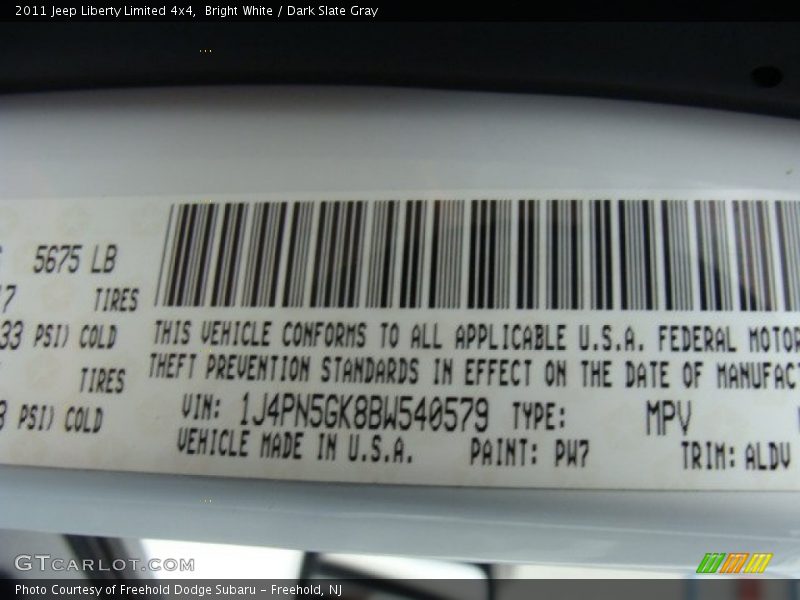 2011 Jeep Liberty Limited 4x4, Bright White / Dark Slate Gray
5675 LB
TIRES
33 PSI) COLD
TIRES
PSI) COLD
THIS VEHICLE CONFORMS TO ALL APPLICABLE U.S.A. FEDERAL MOTOR
THEFT PREVENTION STANDARDS IN EFFECT ON THE DATE OF MANUFACT
VIN: 1J4PN5GK8BW540579 TYPE: MPV
VEHICLE MADE IN U.S.A. PAINT: PW7 TRIM: ALDV
GTCARLOT.COM
Photo Courtesy of Freehold Dodge Subaru - Freehold, NJ